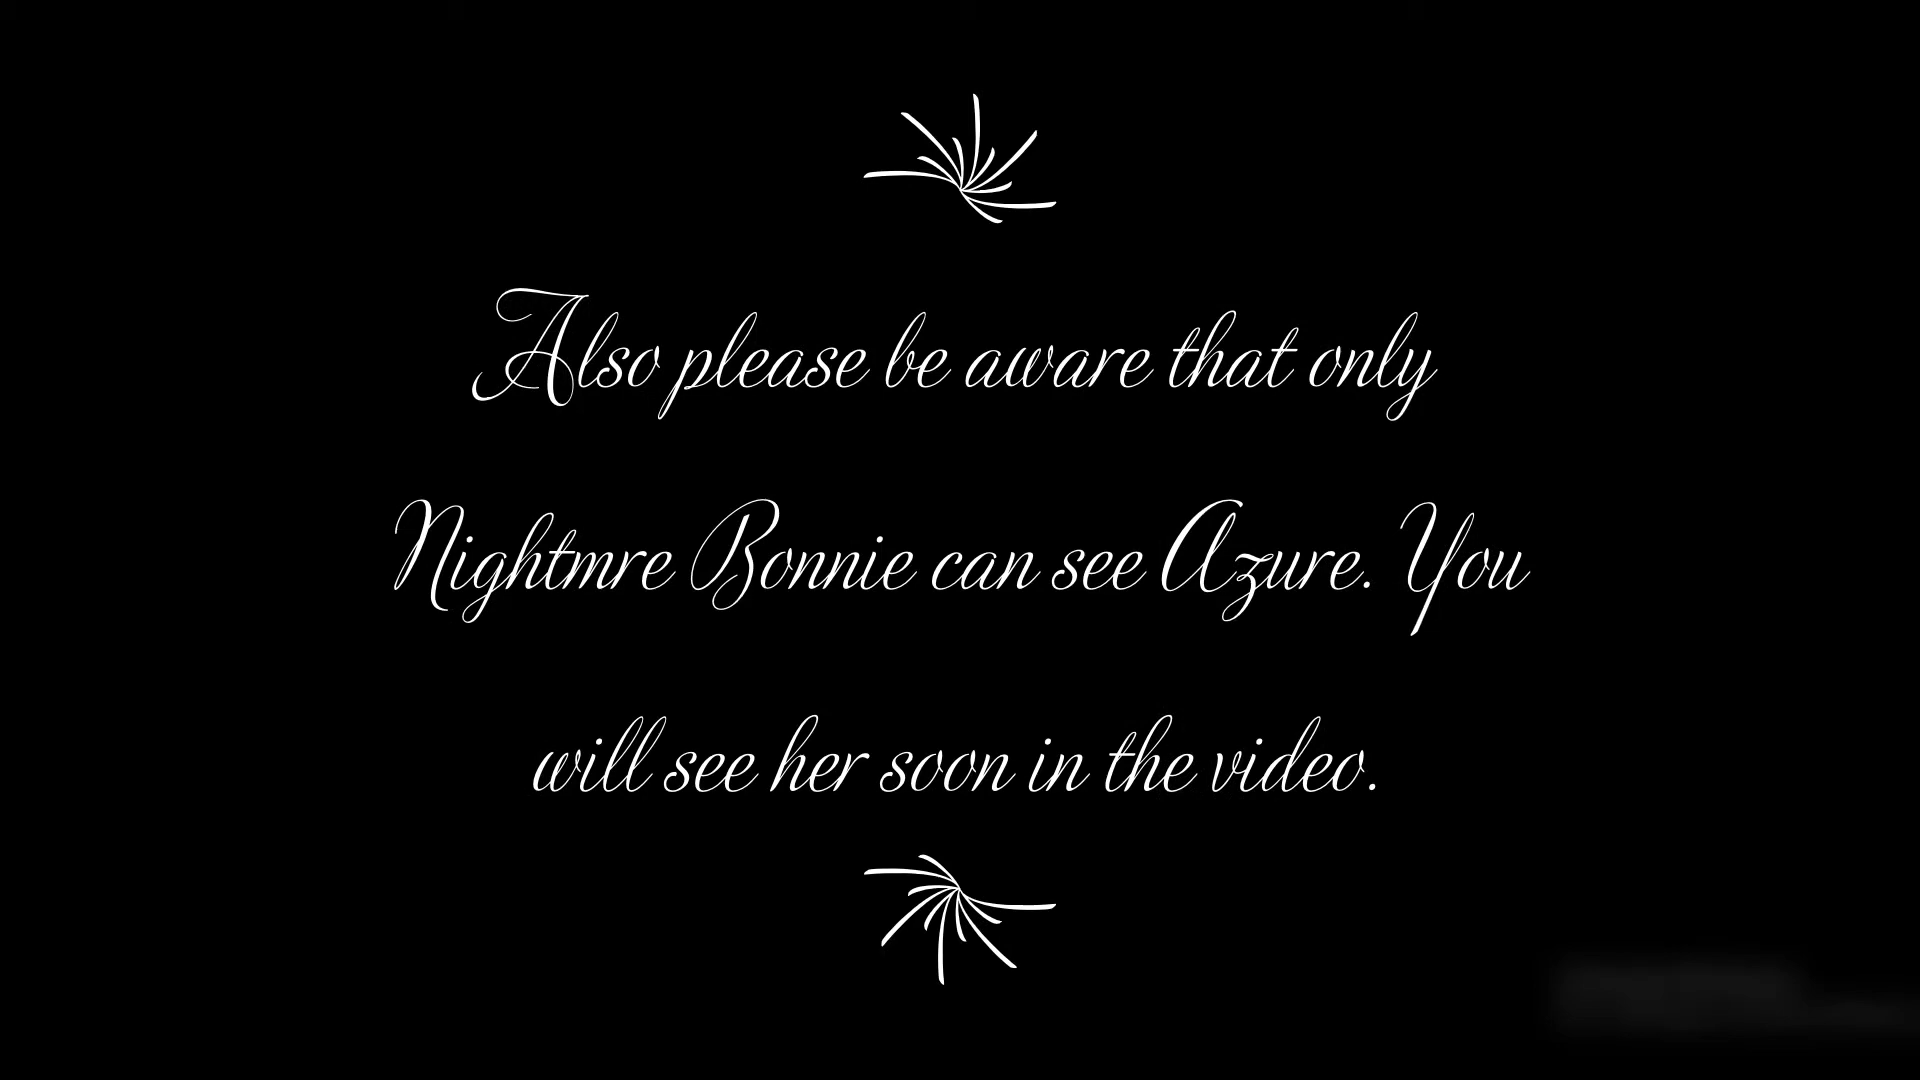 Also please be aware that only
Nightmre Bonnie can see Azure. You
will see her soon in the video.